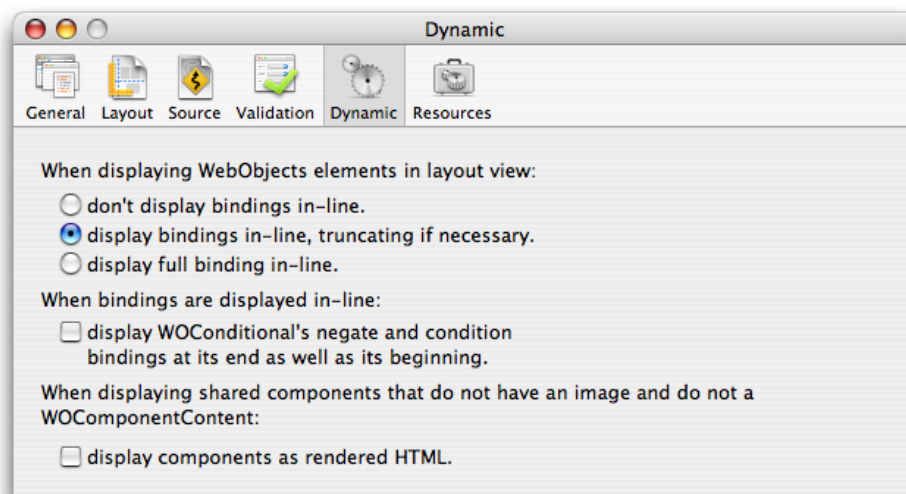 Dynamic
General Layout Source Validation Dynamic Resources
When displaying WebObjects elements in layout view:
don't display bindings in-line.
display bindings in-line, truncating if necessary.
display full binding in-line.
When bindings are displayed in-line:
display WOConditional's negate and condition
bindings at its end as well as its beginning.
When displaying shared components that do not have an image and do not a
WOComponentContent:
display components as rendered HTML.